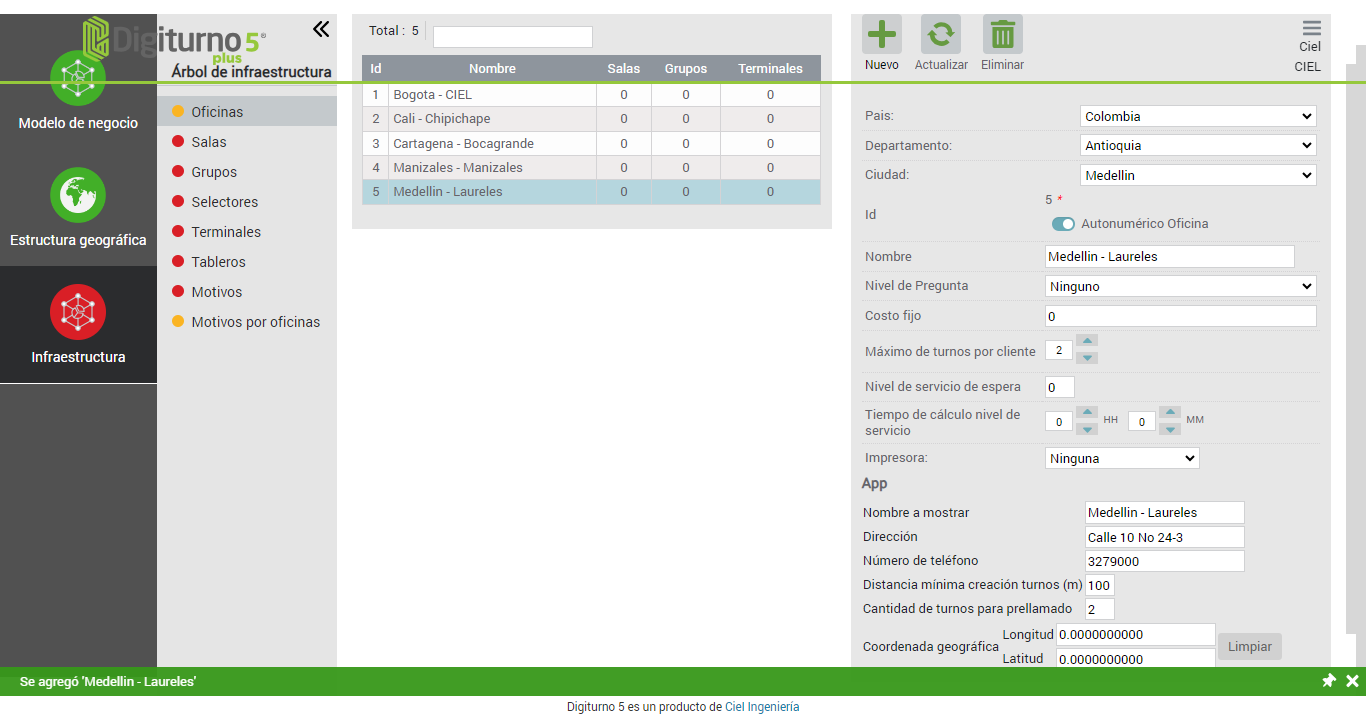 Digiturno 5®
plus
Árbol de infraestructura
Modelo de negocio
Estructura geográfica
Infraestructura
Oficinas
Salas
Grupos
Selectores
Terminales
Tableros
Motivos
Motivos por oficinas
Total : 5
Id Nombre Salas Grupos Terminales
1 Bogota - CIEL 0 0 0
2 Cali - Chipichape 0 0 0
3 Cartagena - Bocagrande 0 0 0
4 Manizales - Manizales 0 0 0
5 Medellin - Laureles 0 0 0
Nuevo Actualizar Eliminar
Ciel
CIEL
Pais: Colombia
Departamento: Antioquia
Ciudad: Medellin
5 *
Id
Autonumérico Oficina
Nombre Medellin - Laureles
Nivel de Pregunta Ninguno
Costo fijo 0
Máximo de turnos por cliente 2
Nivel de servicio de espera 0
Tiempo de cálculo nivel de
servicio 0 HH 0 MM
Impresora: Ninguna
App
Nombre a mostrar Medellin - Laureles
Dirección Calle 10 No 24-3
Número de teléfono 3279000
Distancia mínima creación turnos (m) 100
Cantidad de turnos para prellamado 2
Longitud 0.0000000000
Coordenada geográfica Limpiar
Latitud 0.0000000000
Se agregó 'Medellin - Laureles'
Digiturno 5 es un producto de Ciel Ingeniería